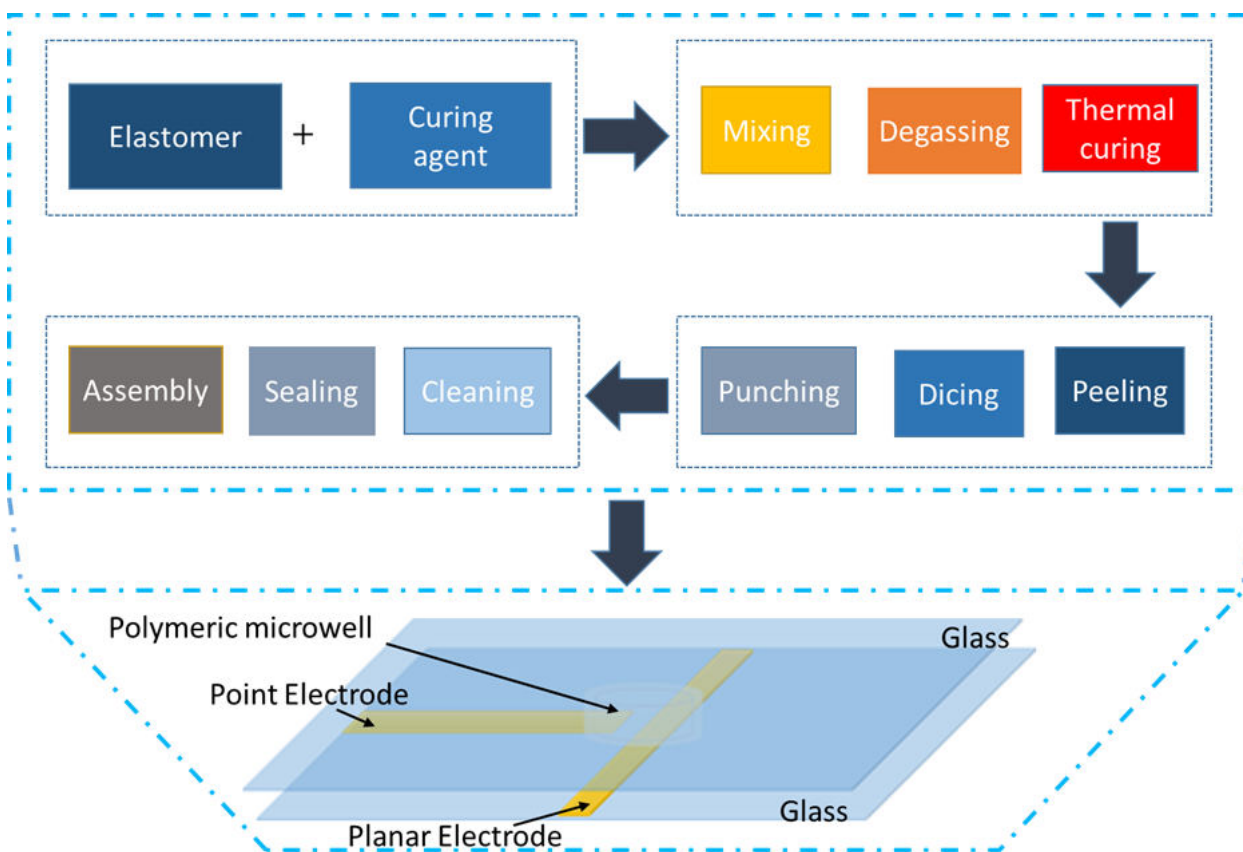 Elastomer
+
Curing
agent
Mixing
Degassing
Thermal
curing
Assembly
Sealing
Cleaning
Punching
Dicing
Peeling
Polymeric microwell
Glass
Point Electrode
Glass
Planar Electrode